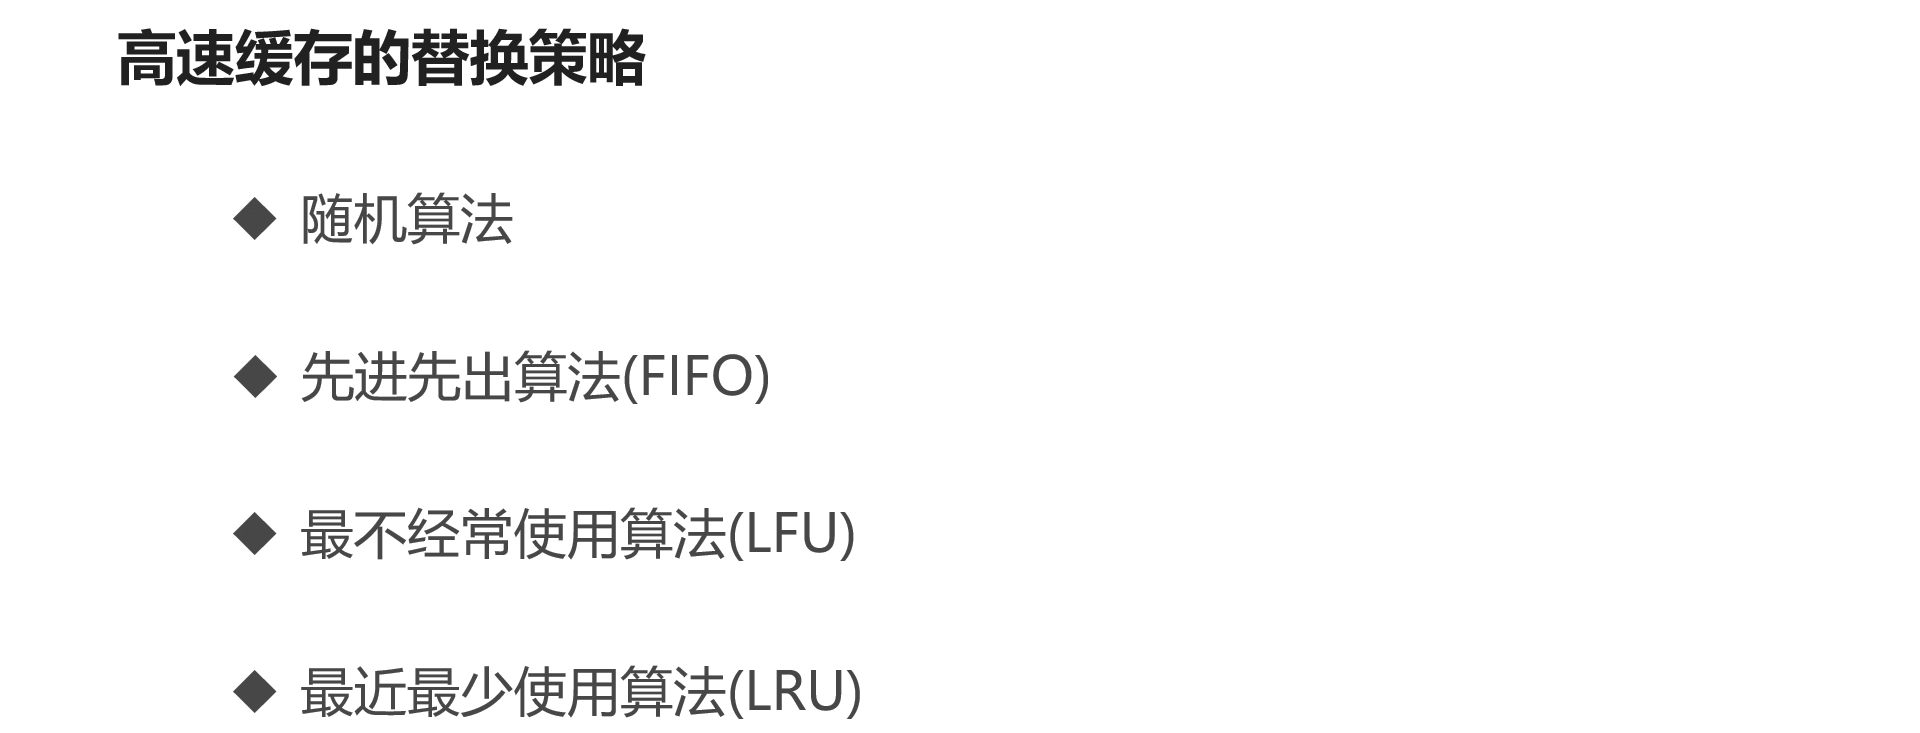 高速缓存的替换策略
◆ 随机算法
◆ 先进先出算法(FIFO)
◆ 最不经常使用算法(LFU)
◆ 最近最少使用算法(LRU)